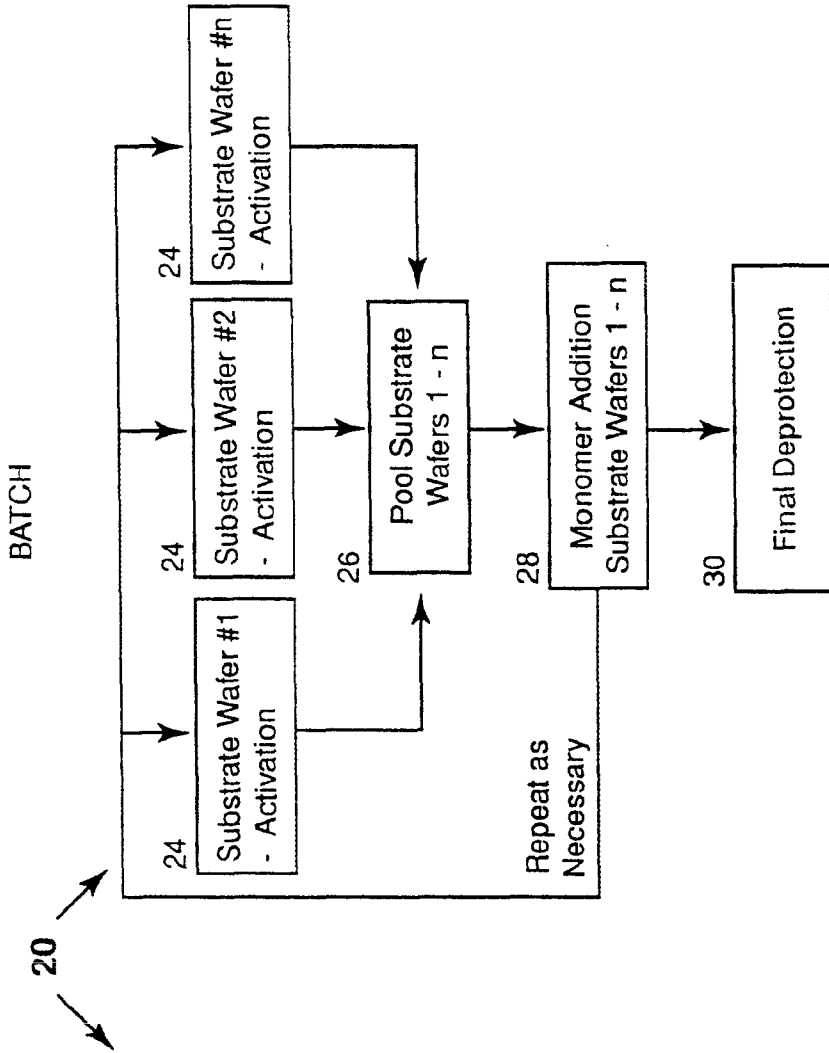 BATCH
20
24
Substrate Wafer #1
- Activation
24
Substrate Wafer #2
- Activation
24
Substrate Wafer #n
- Activation
26
Pool Substrate
Wafers 1 - n
28
Monomer Addition
Substrate Wafers 1 - n
Repeat as
Necessary
30
Final Deprotection